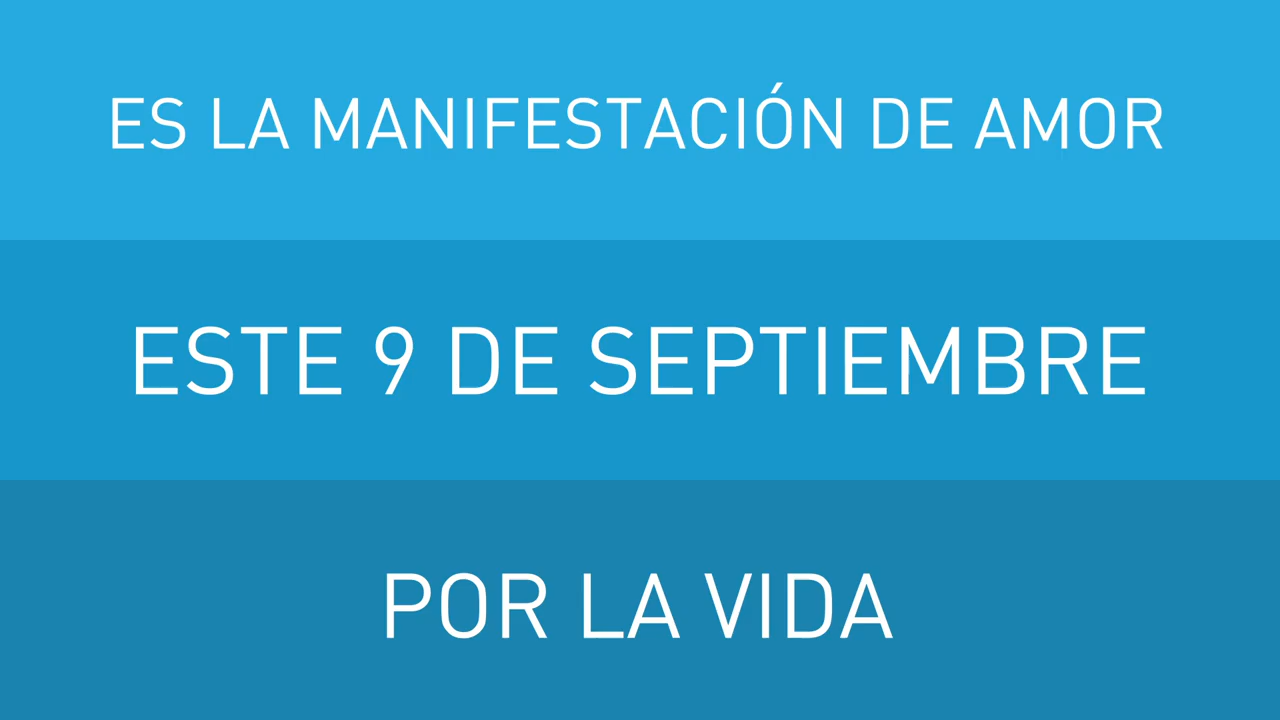 ES LA MANIFESTACIÓN DE AMOR
ESTE 9 DE SEPTIEMBRE
POR LA VIDA